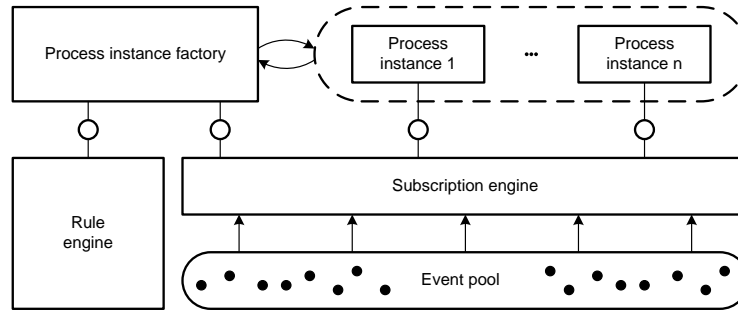 Process instance factory
Process
instance 1
...
Process
instance n
Rule
engine
Subscription engine
Event pool